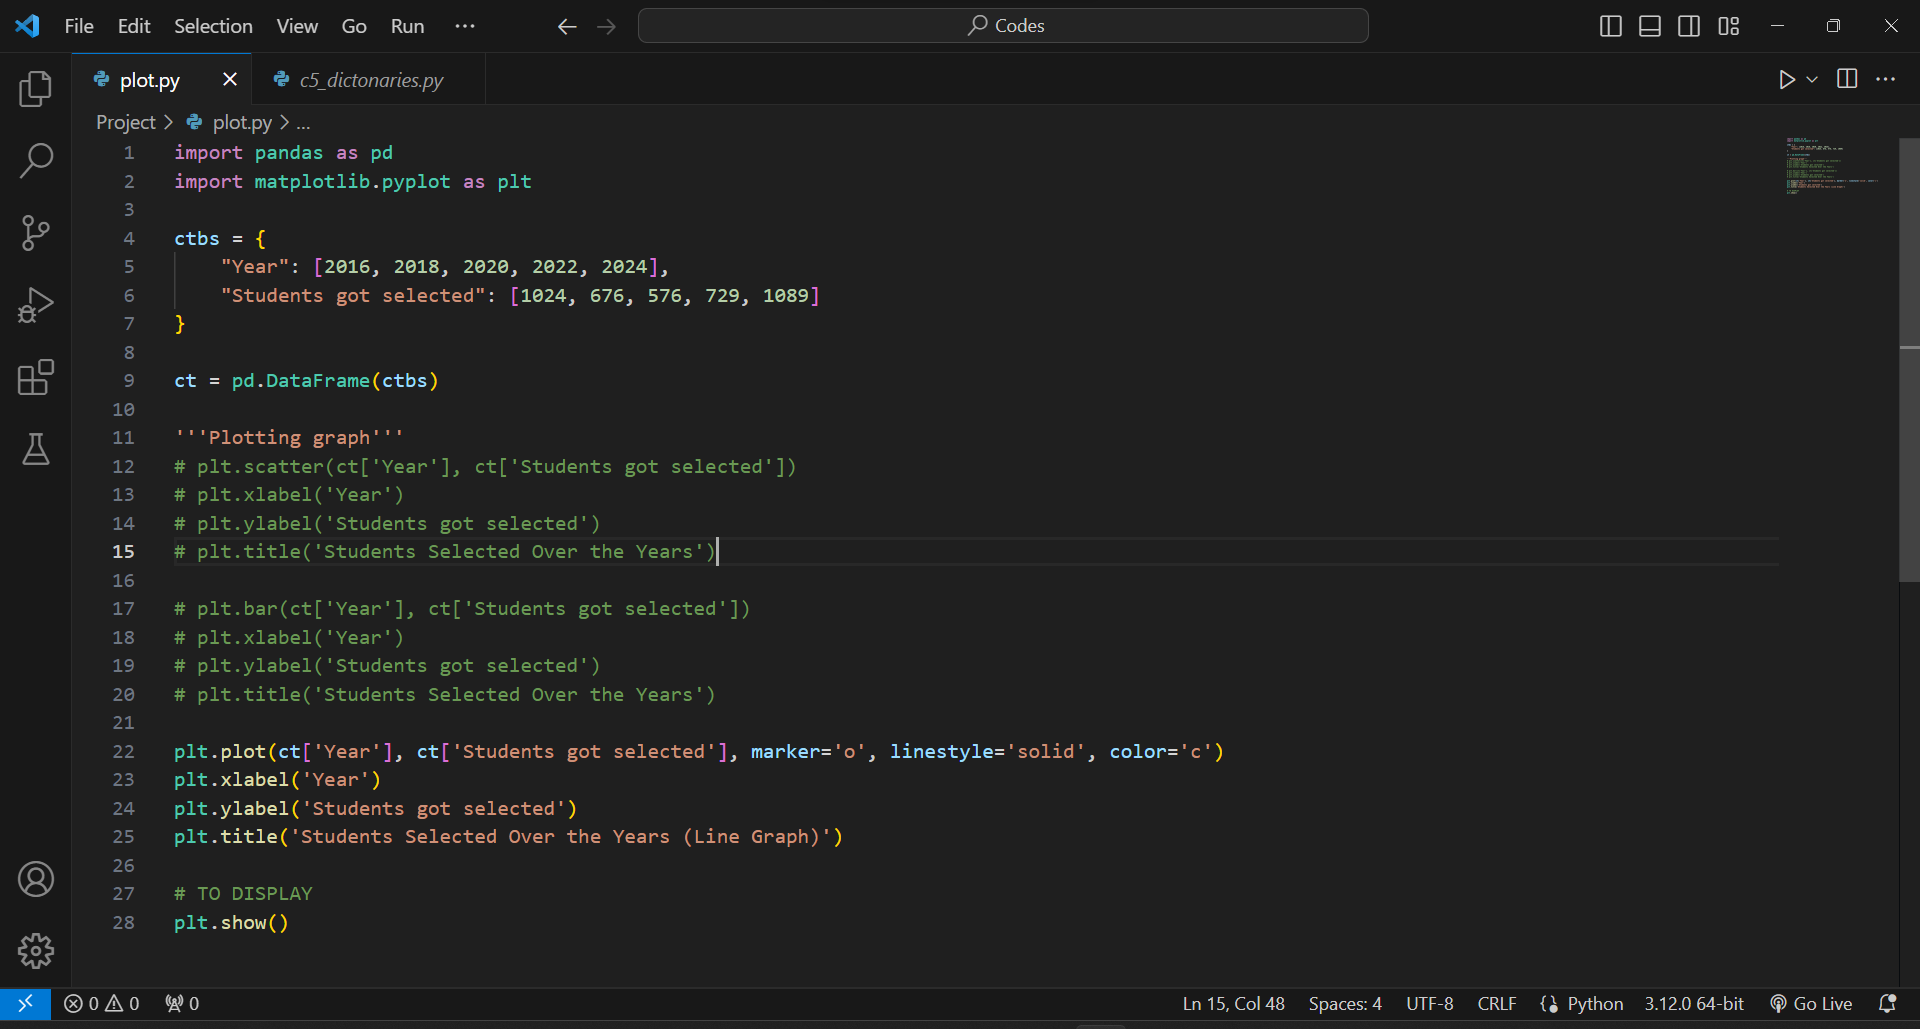 File Edit Selection View Go Run ··· Codes
plot.py c5_dictonaries.py
Project > plot.py > ...
1 import pandas as pd
2 import matplotlib.pyplot as plt
3
4 ctbs = {
5     "Year": [2016, 2018, 2020, 2022, 2024],
6     "Students got selected": [1024, 676, 576, 729, 1089]
7 }
8
9 ct = pd.DataFrame(ctbs)
10
11 '''Plotting graph'''
12 # plt.scatter(ct['Year'], ct['Students got selected'])
13 # plt.xlabel('Year')
14 # plt.ylabel('Students got selected')
15 # plt.title('Students Selected Over the Years')
16
17 # plt.bar(ct['Year'], ct['Students got selected'])
18 # plt.xlabel('Year')
19 # plt.ylabel('Students got selected')
20 # plt.title('Students Selected Over the Years')
21
22 plt.plot(ct['Year'], ct['Students got selected'], marker='o', linestyle='solid', color='c')
23 plt.xlabel('Year')
24 plt.ylabel('Students got selected')
25 plt.title('Students Selected Over the Years (Line Graph)')
26
27 # TO DISPLAY
28 plt.show()
0 0 0 Ln 15, Col 48 Spaces: 4 UTF-8 CRLF {} Python 3.12.0 64-bit Go Live